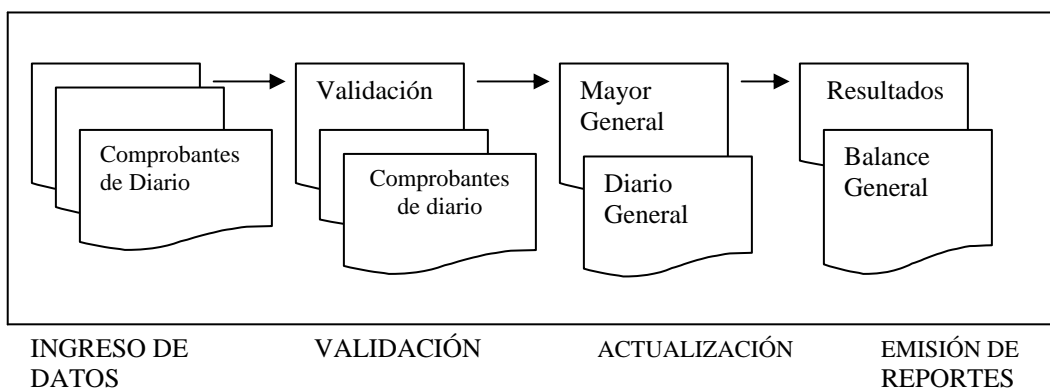 Comprobantes
de Diario
Validación
Comprobantes
de diario
Mayor
General
Diario
General
Resultados
Balance
General
INGRESO DE
DATOS
VALIDACIÓN
ACTUALIZACIÓN
EMISIÓN DE
REPORTES